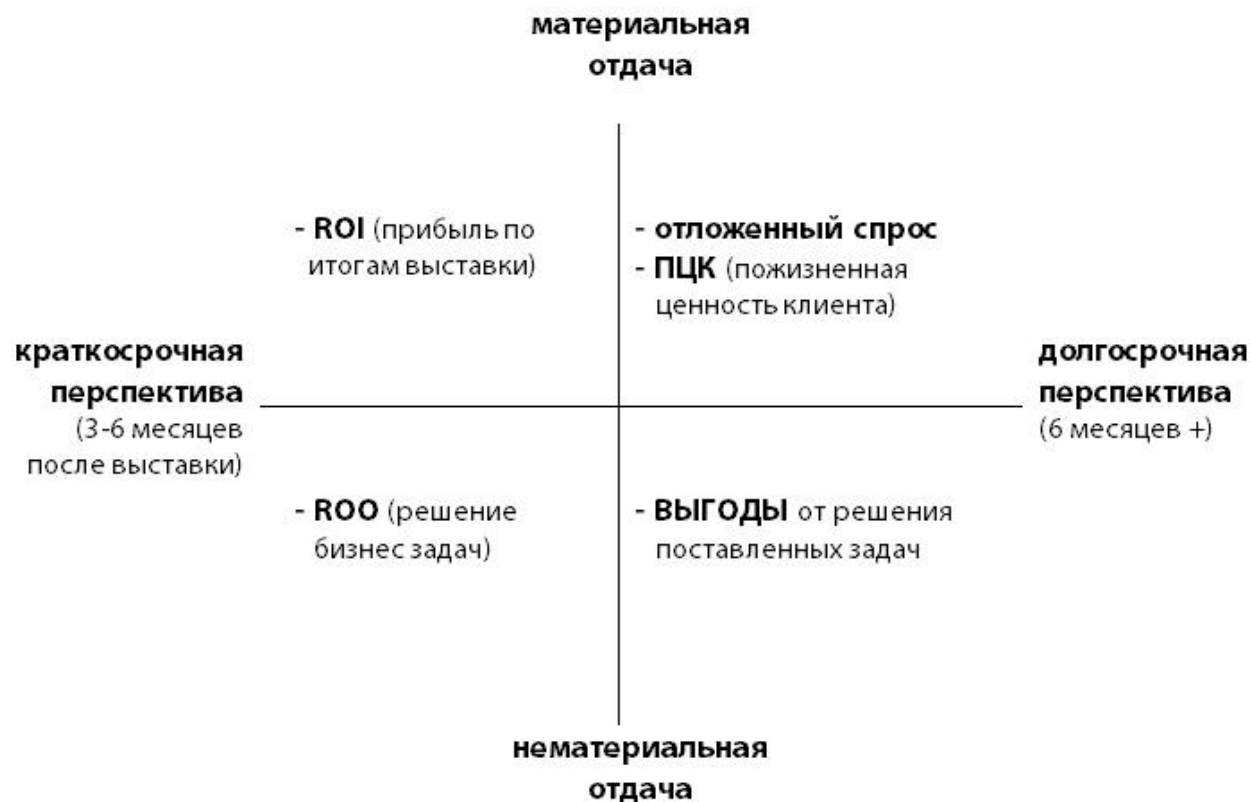 материальная
отдача
- ROI (прибыль по
итогам выставки)
- отложенный спрос
- ПЦК (пожизненная
ценность клиента)
краткосрочная
перспектива
(3-6 месяцев
после выставки)
долгосрочная
перспектива
(6 месяцев +)
- ROO (решение
бизнес задач)
- ВЫГОДЫ от решения
поставленных задач
нематериальная
отдача